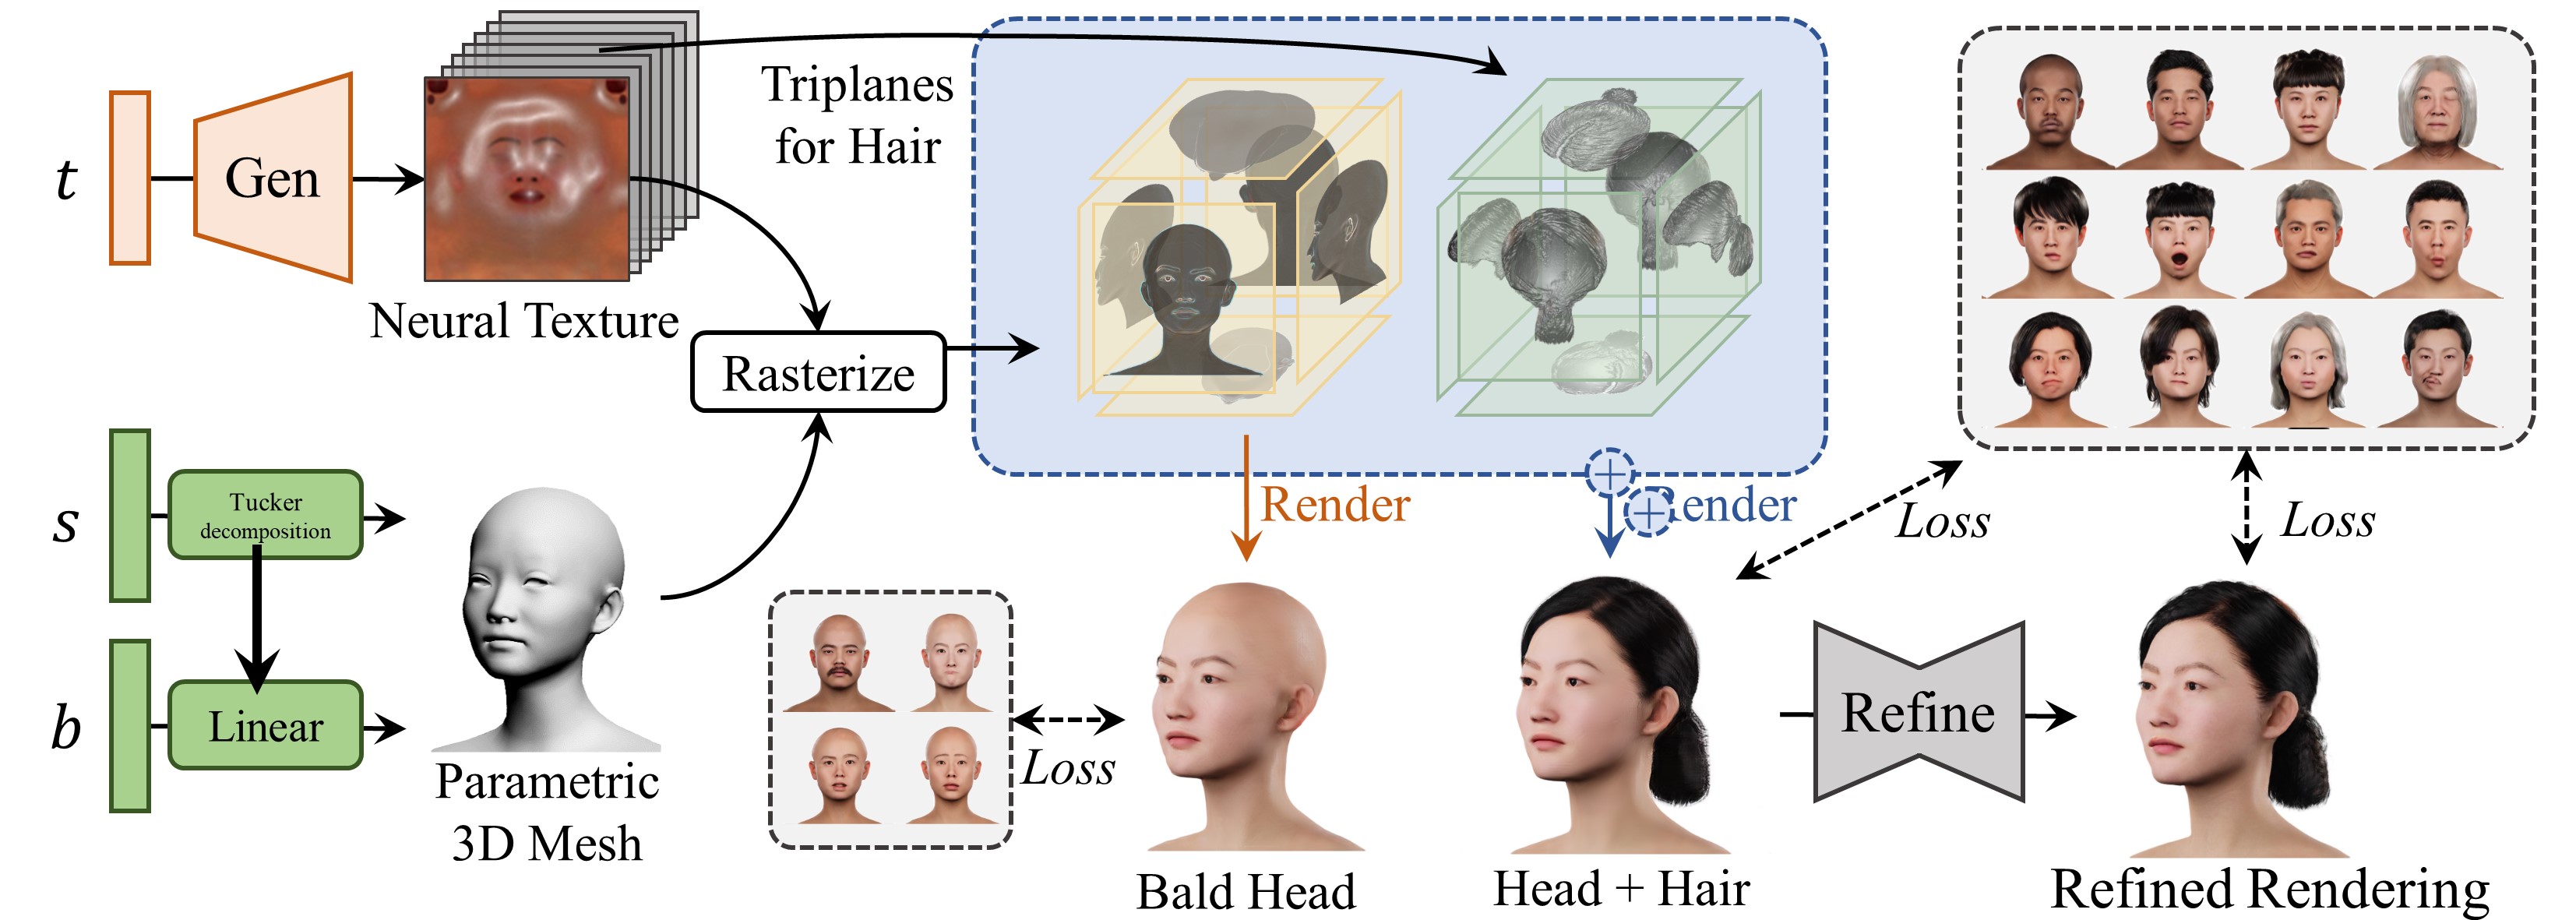 t
Gen
Neural Texture
Triplanes
for Hair
Rasterize
s
Tucker
decomposition
b
Linear
Parametric
3D Mesh
Render
Render
Loss
Loss
Loss
Refine
Bald Head
Head + Hair
Refined Rendering